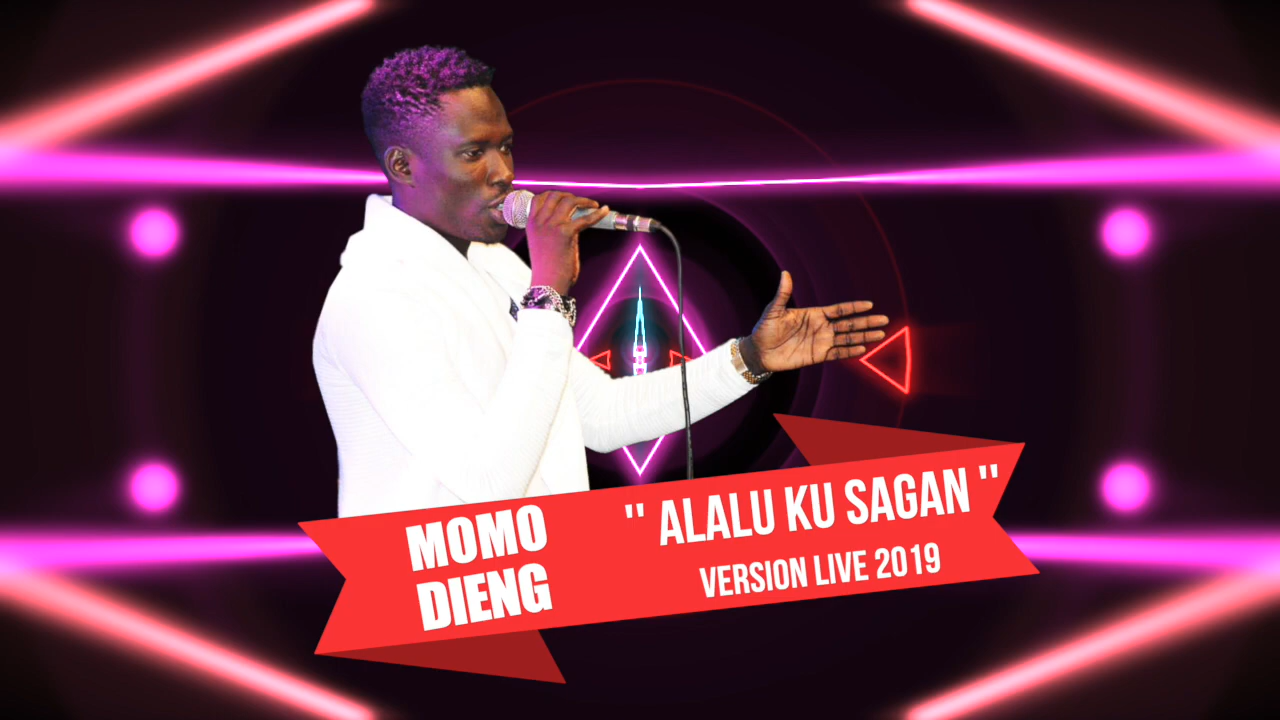 MOMO
DIENG
" ALALU KU SAGAN "
VERSION LIVE 2019